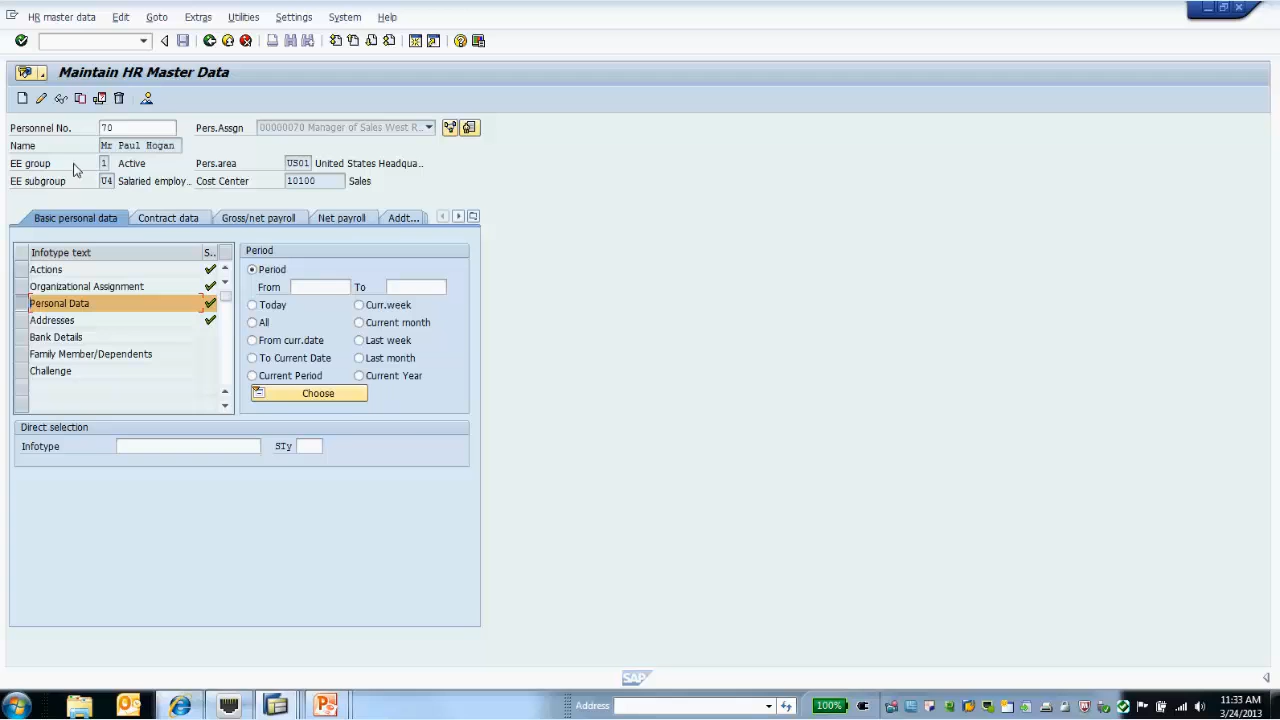 HR master data Edit Goto Extras Utilities Settings System Help
Maintain HR Master Data
Personnel No. 70 Pers.Assgn 00000070 Manager of Sales West R..
Name Mr Paul Hogan
EE group 1 Active Pers.area US01 United States Headqua..
EE subgroup U4 Salaried employ.. Cost Center 10100 Sales
Basic personal data Contract data Gross/net payroll Net payroll Addt...
Infotype text S..
Actions
Organizational Assignment
Personal Data
Addresses
Bank Details
Family Member/Dependents
Challenge
Period
Period
From To
Today Curr.week
All Current month
From curr.date Last week
To Current Date Last month
Current Period Current Year
Choose
Direct selection
Infotype STy
SAP
Address 100% 11:33 AM
3/24/2013